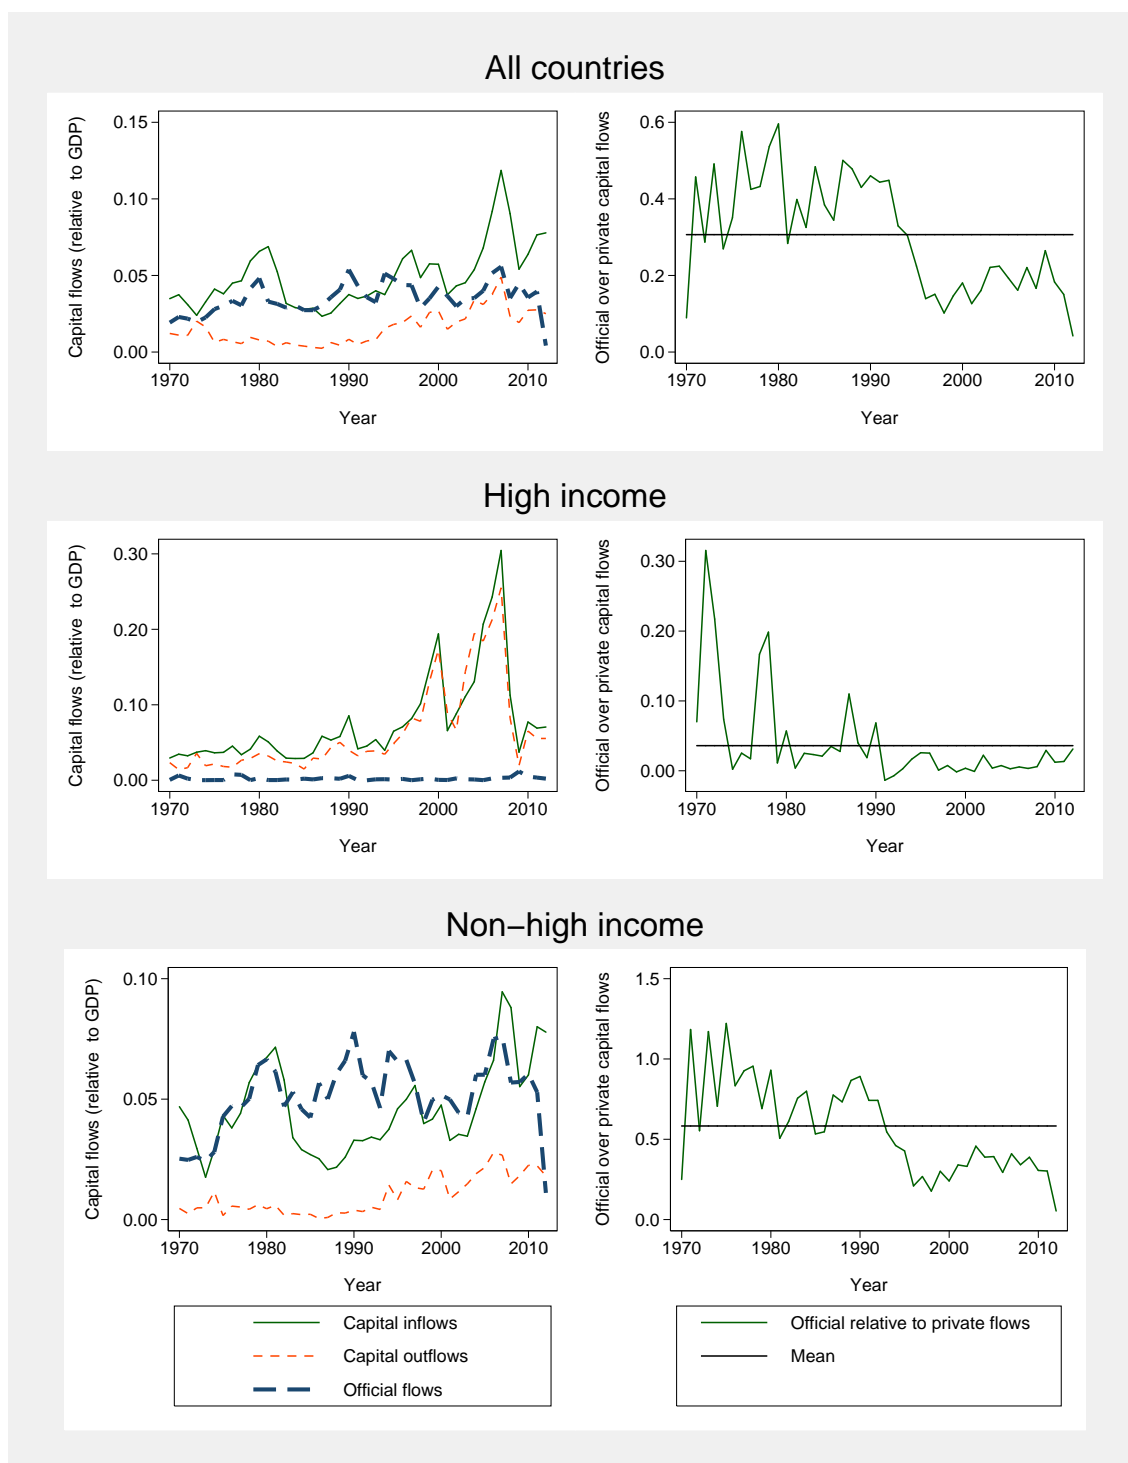 All countries
Capital flows (relative  to GDP)
0.15
0.10
0.05
0.00
1970 1980 1990 2000 2010
Year
Official over private capital flows
0.6
0.4
0.2
0.0
1970 1980 1990 2000 2010
Year
High income
Capital flows (relative  to GDP)
0.30
0.20
0.10
0.00
1970 1980 1990 2000 2010
Year
Official over private capital flows
0.30
0.20
0.10
0.00
1970 1980 1990 2000 2010
Year
Non−high income
Capital flows (relative  to GDP)
0.10
0.05
0.00
1970 1980 1990 2000 2010
Year
Official over private capital flows
1.5
1.0
0.5
0.0
1970 1980 1990 2000 2010
Year
Capital inflows
Capital outflows
Official flows
Official relative to private flows
Mean